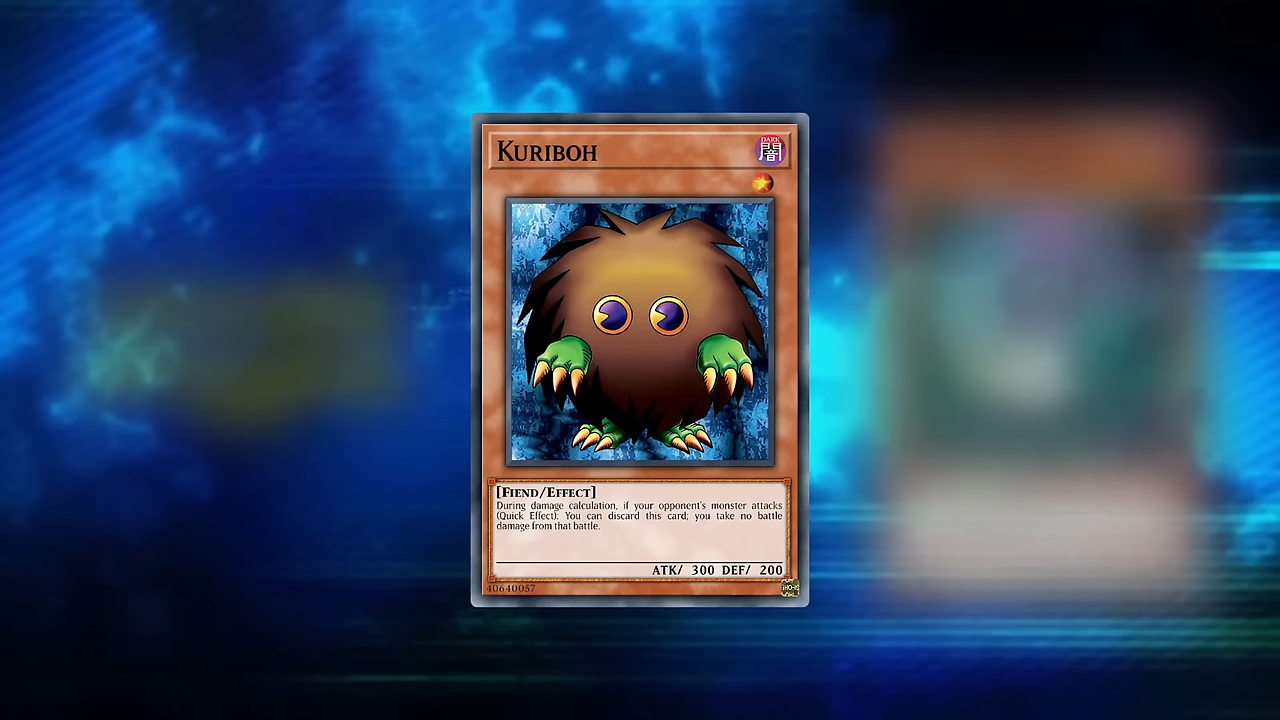 KURIBOH
DARK
闇
[FIEND/EFFECT]
During damage calculation, if your opponent's monster attacks
(Quick Effect): You can discard this card; you take no battle
damage from that battle.
ATK/ 300 DEF/ 200
40640057